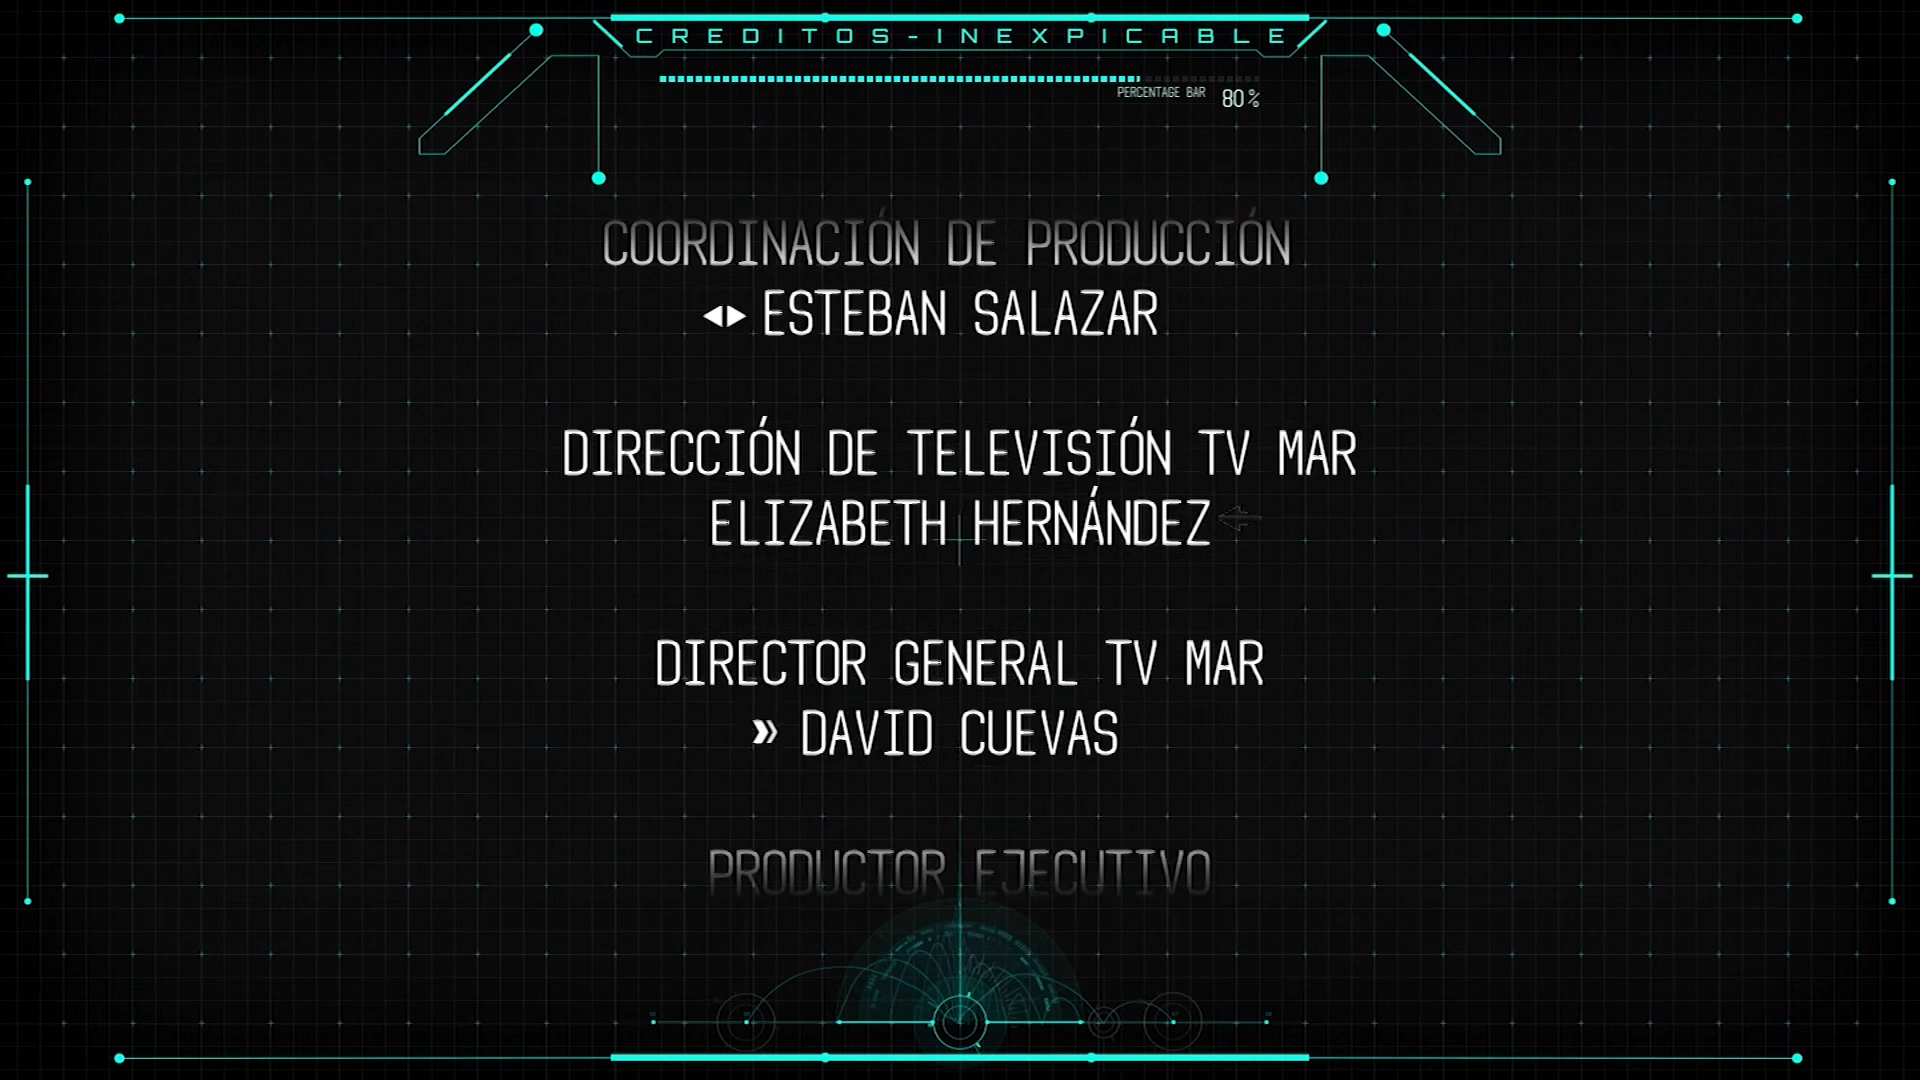 CREDITOS-INEXPICABLE
PERCENTAGE BAR 80%
COORDINACIÓN DE PRODUCCIÓN
ESTEBAN SALAZAR
DIRECCIÓN DE TELEVISIÓN TV MAR
ELIZABETH HERNÁNDEZ
DIRECTOR GENERAL TV MAR
» DAVID CUEVAS
PRODUCTOR EJECUTIVO